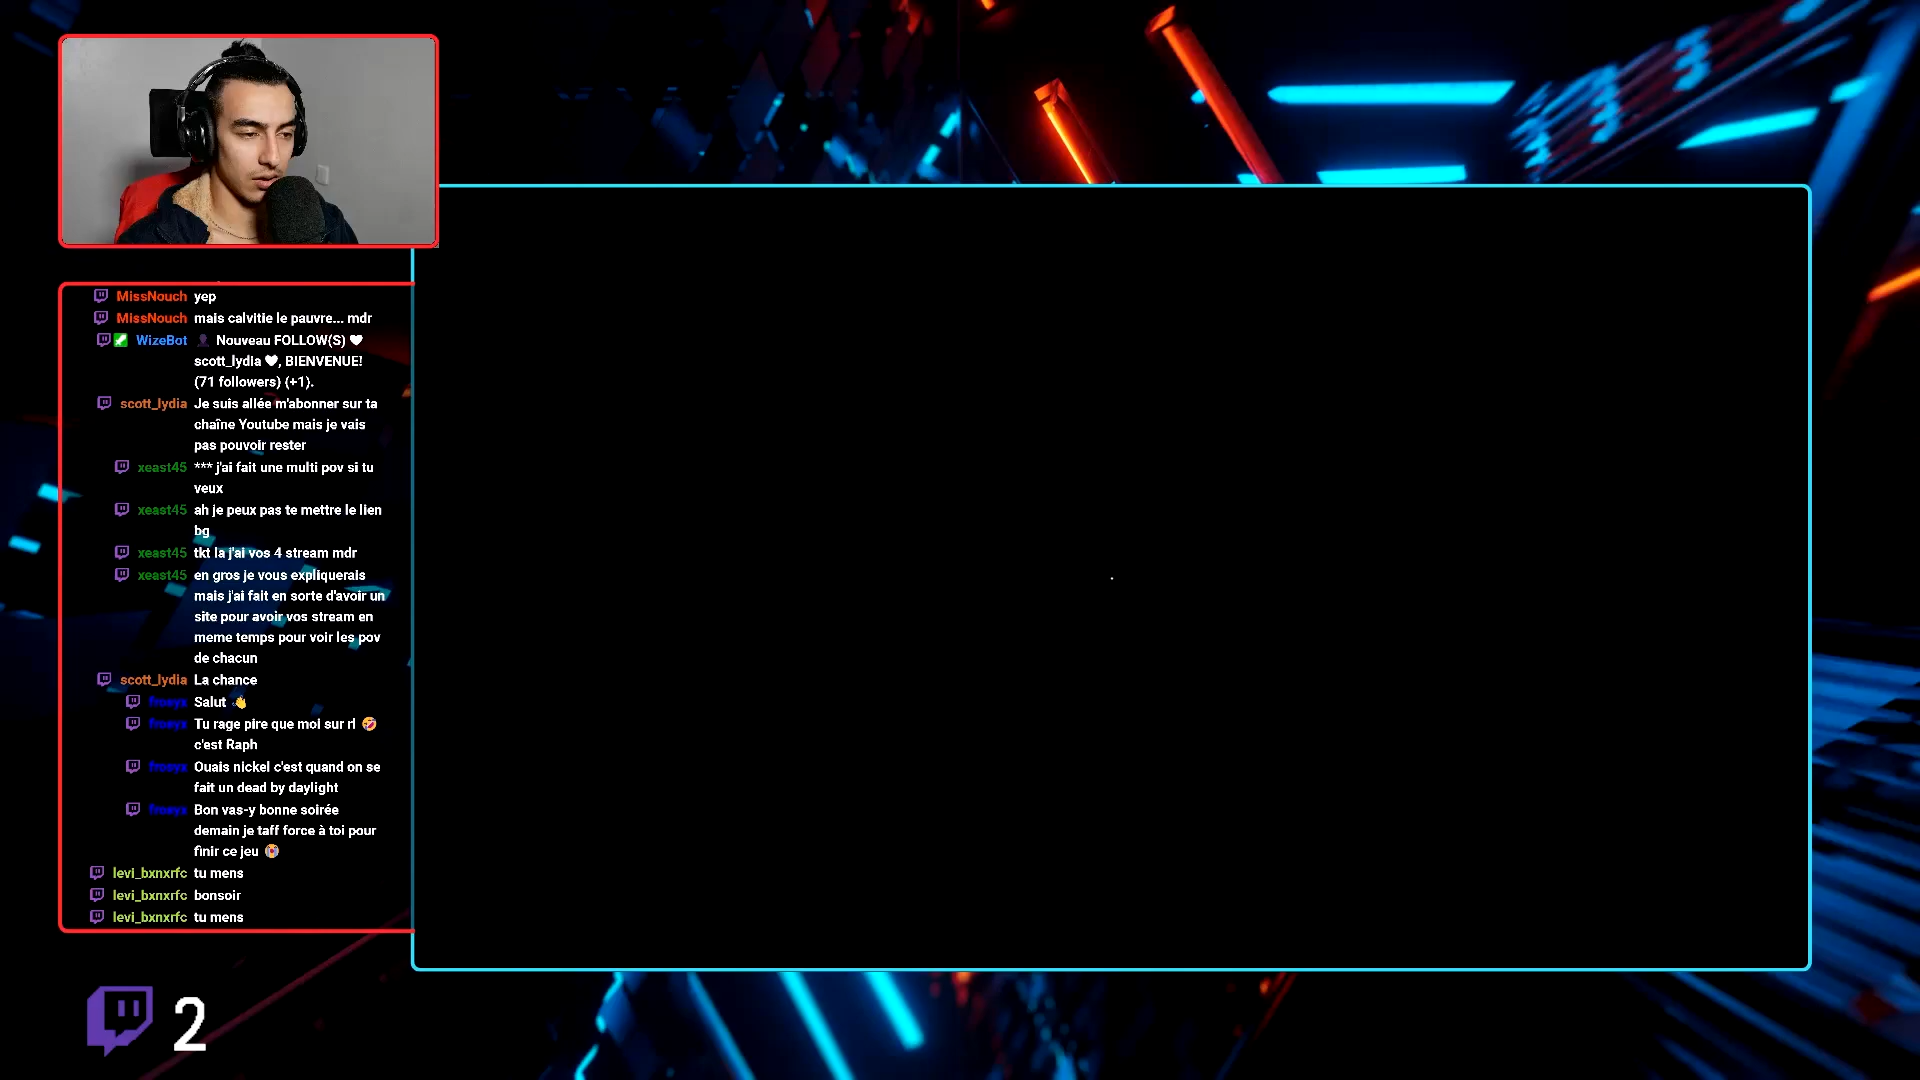 MissNouch yep
MissNouch mais calvitie le pauvre... mdr
WizeBot 👤 Nouveau FOLLOW(S) 🤍
scott_lydia 🤍, BIENVENUE!
(71 followers) (+1).
scott_lydia Je suis allée m'abonner sur ta
chaîne Youtube mais je vais
pas pouvoir rester
xeast45 *** j'ai fait une multi pov si tu
veux
xeast45 ah je peux pas te mettre le lien
bg
xeast45 tkt la j'ai vos 4 stream mdr
xeast45 en gros je vous expliquerais
mais j'ai fait en sorte d'avoir un
site pour avoir vos stream en
meme temps pour voir les pov
de chacun
scott_lydia La chance
Salut 👋
Tu rage pire que moi sur rl 🤣
c'est Raph
Ouais nickel c'est quand on se
fait un dead by daylight
Bon vas-y bonne soirée
demain je taff force à toi pour
finir ce jeu 😭
levi_bxnxrfc tu mens
levi_bxnxrfc bonsoir
levi_bxnxrfc tu mens
2